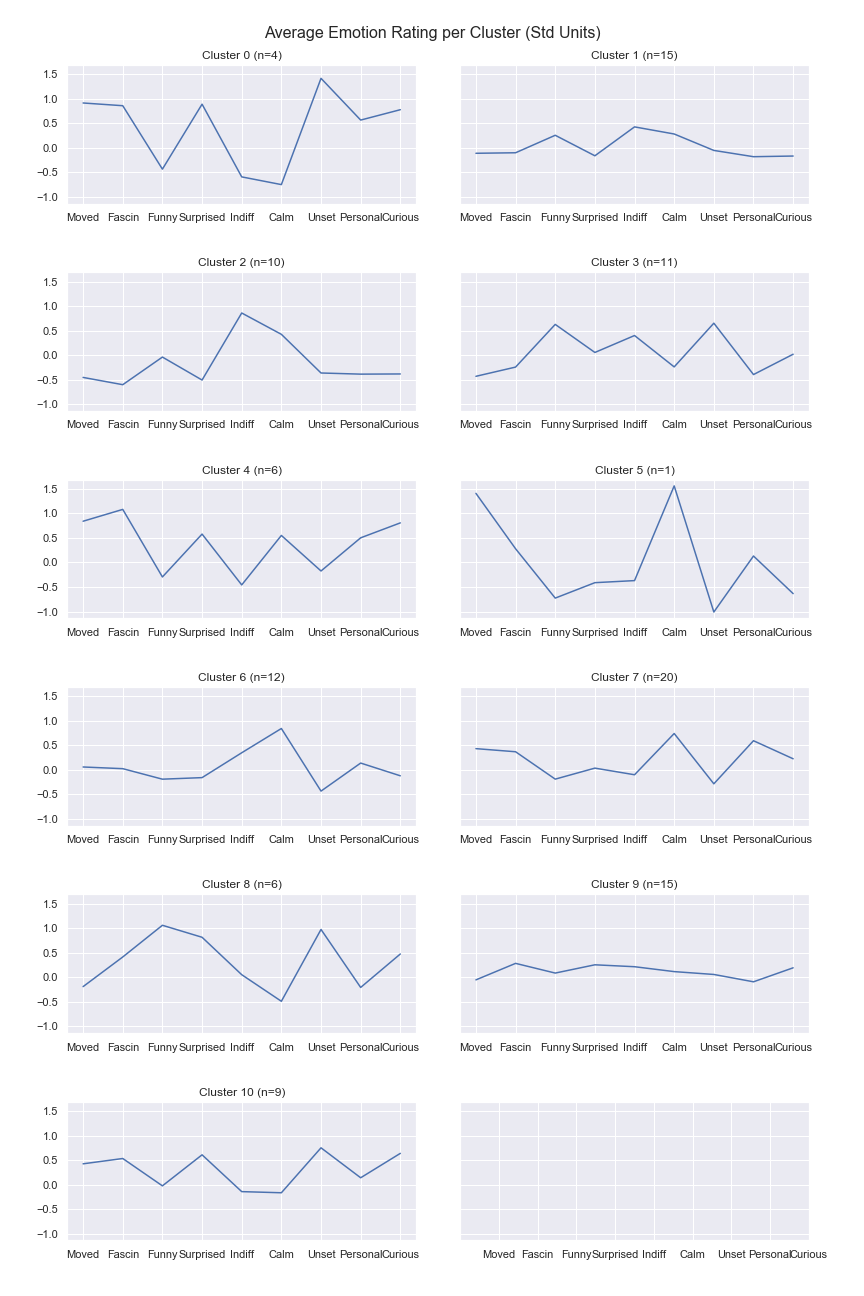 Average Emotion Rating per Cluster (Std Units)
Cluster 0 (n=4)
1.5
1.0
0.5
0.0
−0.5
−1.0
Moved Fascin Funny Surprised Indiff Calm Unset Personal Curious
Cluster 1 (n=15)
Moved Fascin Funny Surprised Indiff Calm Unset Personal Curious
Cluster 2 (n=10)
1.5
1.0
0.5
0.0
−0.5
−1.0
Moved Fascin Funny Surprised Indiff Calm Unset Personal Curious
Cluster 3 (n=11)
Moved Fascin Funny Surprised Indiff Calm Unset Personal Curious
Cluster 4 (n=6)
1.5
1.0
0.5
0.0
−0.5
−1.0
Moved Fascin Funny Surprised Indiff Calm Unset Personal Curious
Cluster 5 (n=1)
Moved Fascin Funny Surprised Indiff Calm Unset Personal Curious
Cluster 6 (n=12)
1.5
1.0
0.5
0.0
−0.5
−1.0
Moved Fascin Funny Surprised Indiff Calm Unset Personal Curious
Cluster 7 (n=20)
Moved Fascin Funny Surprised Indiff Calm Unset Personal Curious
Cluster 8 (n=6)
1.5
1.0
0.5
0.0
−0.5
−1.0
Moved Fascin Funny Surprised Indiff Calm Unset Personal Curious
Cluster 9 (n=15)
Moved Fascin Funny Surprised Indiff Calm Unset Personal Curious
Cluster 10 (n=9)
1.5
1.0
0.5
0.0
−0.5
−1.0
Moved Fascin Funny Surprised Indiff Calm Unset Personal Curious
Moved Fascin Funny Surprised Indiff Calm Unset Personal Curious